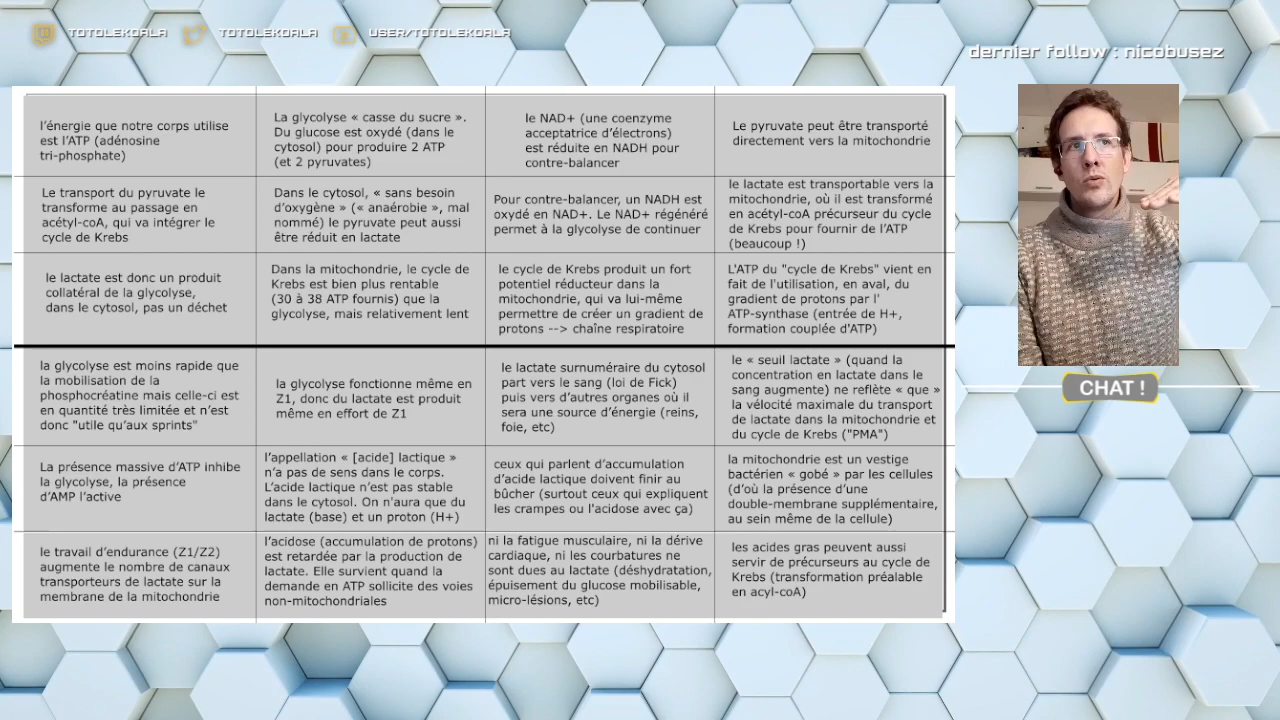 TOTOLEKOALA
TOTOLEKOALA
USER/TOTOLEKOALA
dernier follow : nicobusez
l’énergie que notre corps utilise
est l’ATP (adénosine
tri-phosphate)
La glycolyse « casse du sucre ».
Du glucose est oxydé (dans le
cytosol) pour produire 2 ATP
(et 2 pyruvates)
le NAD+ (une coenzyme
acceptatrice d’électrons)
est réduite en NADH pour
contre-balancer
Le pyruvate peut être transporté
directement vers la mitochondrie
Le transport du pyruvate le
transforme au passage en
acétyl-coA, qui va intégrer le
cycle de Krebs
Dans le cytosol, « sans besoin
d’oxygène » (« anaérobie », mal
nommé) le pyruvate peut aussi
être réduit en lactate
Pour contre-balancer, un NADH est
oxydé en NAD+. Le NAD+ régénéré
permet à la glycolyse de continuer
le lactate est transportable vers la
mitochondrie, où il est transformé
en acétyl-coA précurseur du cycle
de Krebs pour fournir de l’ATP
(beaucoup !)
le lactate est donc un produit
collatéral de la glycolyse,
dans le cytosol, pas un déchet
Dans la mitochondrie, le cycle de
Krebs est bien plus rentable
(30 à 38 ATP fournis) que la
glycolyse, mais relativement lent
le cycle de Krebs produit un fort
potentiel réducteur dans la
mitochondrie, qui va lui-même
permettre de créer un gradient de
protons --> chaîne respiratoire
L'ATP du "cycle de Krebs" vient en
fait de l'utilisation, en aval, du
gradient de protons par l'
ATP-synthase (entrée de H+,
formation couplée d'ATP)
la glycolyse est moins rapide que
la mobilisation de la
phosphocréatine mais celle-ci est
en quantité très limitée et n’est
donc "utile qu’aux sprints"
la glycolyse fonctionne même en
Z1, donc du lactate est produit
même en effort de Z1
le lactate surnuméraire du cytosol
part vers le sang (loi de Fick)
puis vers d’autres organes où il
sera une source d’énergie (reins,
foie, etc)
le « seuil lactate » (quand la
concentration en lactate dans le
sang augmente) ne reflète « que »
la vélocité maximale du transport
de lactate dans la mitochondrie et
du cycle de Krebs ("PMA")
La présence massive d’ATP inhibe
la glycolyse, la présence
d’AMP l’active
l’appellation « [acide] lactique »
n’a pas de sens dans le corps.
L’acide lactique n’est pas stable
dans le cytosol. On n'aura que du
lactate (base) et un proton (H+)
ceux qui parlent d’accumulation
d’acide lactique doivent finir au
bûcher (surtout ceux qui expliquent
les crampes ou l'acidose avec ça)
la mitochondrie est un vestige
bactérien « gobé » par les cellules
(d’où la présence d’une
double-membrane supplémentaire,
au sein même de la cellule)
le travail d’endurance (Z1/Z2)
augmente le nombre de canaux
transporteurs de lactate sur la
membrane de la mitochondrie
l’acidose (accumulation de protons)
est retardée par la production de
lactate. Elle survient quand la
demande en ATP sollicite des voies
non-mitochondriales
ni la fatigue musculaire, ni la dérive
cardiaque, ni les courbatures ne
sont dues au lactate (déshydratation,
épuisement du glucose mobilisable,
micro-lésions, etc)
les acides gras peuvent aussi
servir de précurseurs au cycle de
Krebs (transformation préalable
en acyl-coA)
CHAT !